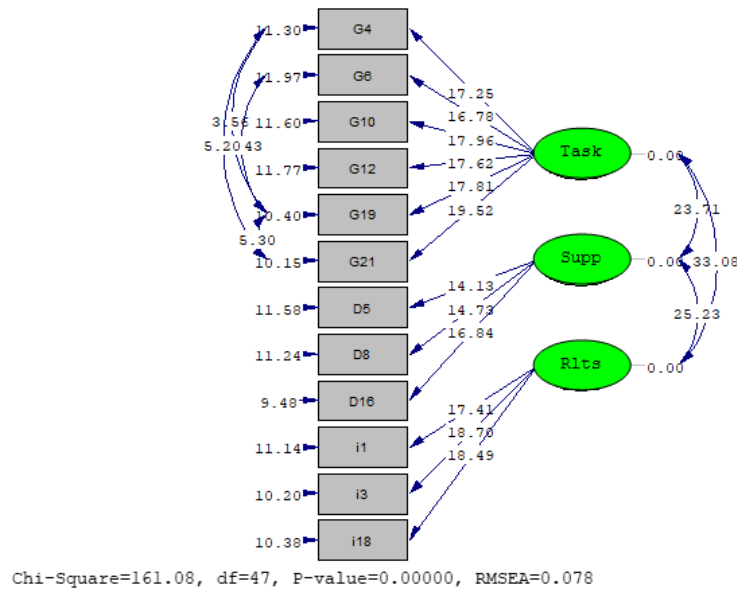 11.30 G4
11.97 G6
17.25
16.78
3.56 11.60 G10
17.96
5.20 43
17.62
Task 0.00
11.77 G12
17.81
10.40 G19
19.52
23.71
5.30
10.15 G21
Supp 0.00 33.08
14.13
11.58 D5
14.73
25.23
16.84
11.24 D8
Rlts 0.00
9.48 D16
17.41
18.70
11.14 i1
18.49
10.20 i3
10.38 i18
Chi-Square=161.08, df=47, P-value=0.00000, RMSEA=0.078